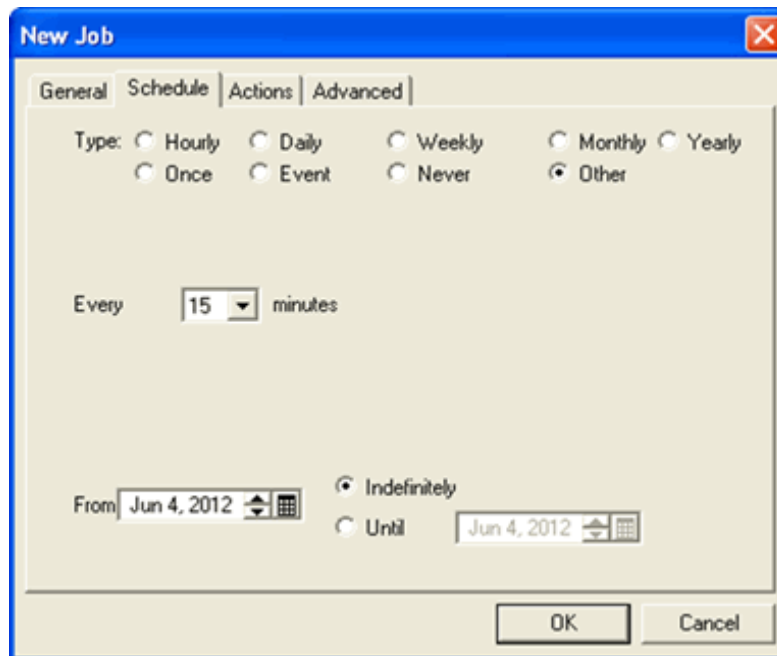 New Job
General Schedule Actions Advanced
Type: Hourly Daily Weekly Monthly Yearly
Once Event Never Other
Every 15 minutes
Indefinitely
From Jun 4, 2012
Until Jun 4, 2012
OK Cancel